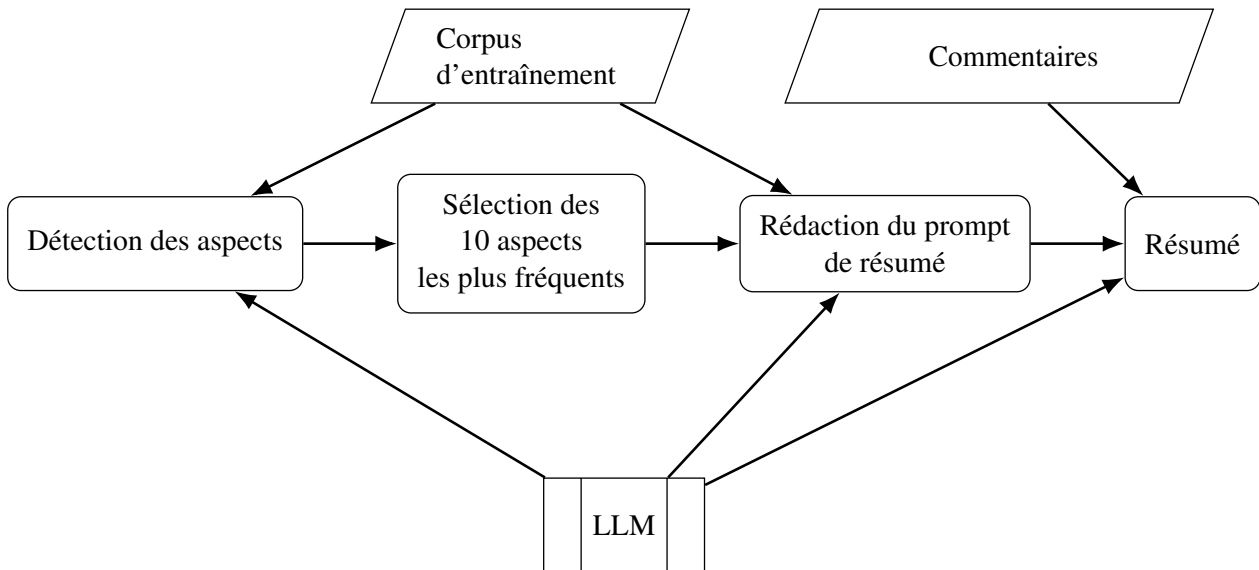 Corpus
d'entraînement
Commentaires
Détection des aspects
Sélection des
10 aspects
les plus fréquents
Rédaction du prompt
de résumé
Résumé
LLM